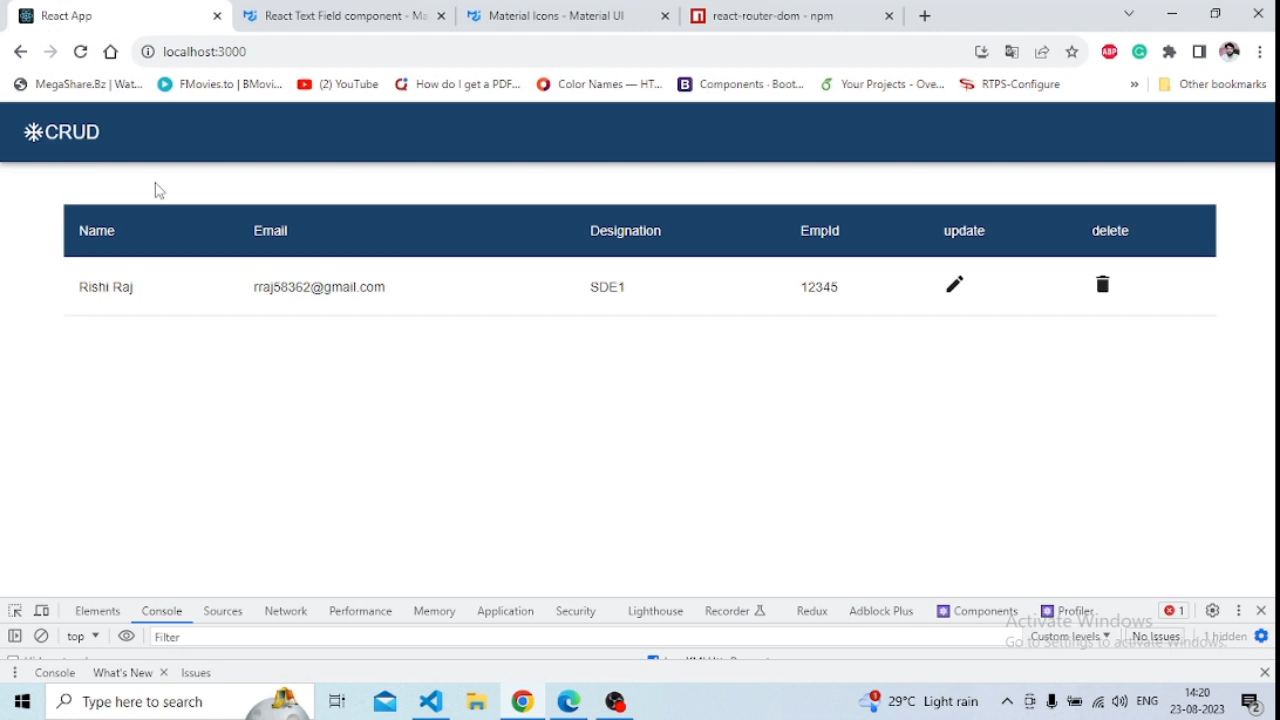 React App
React Text Field component - Ma
Material Icons - Material UI
react-router-dom - npm
localhost:3000
MegaShare.Bz | Wat...
FMovies.to | BMovi...
(2) YouTube
How do I get a PDF...
Color Names — HT...
Components · Boot...
Your Projects - Ove...
RTPS-Configure
»
Other bookmarks
CRUD
Name Email Designation EmpId update delete
Rishi Raj rraj58362@gmail.com SDE1 12345
Elements Console Sources Network Performance Memory Application Security Lighthouse Recorder Redux Adblock Plus Components Profiler 1
top Filter Custom levels No Issues 1 hidden
Activate Windows
Go to Settings to activate Windows.
Console What's New Issues
Type here to search
29°C Light rain
ENG
14:20
23-08-2023
2